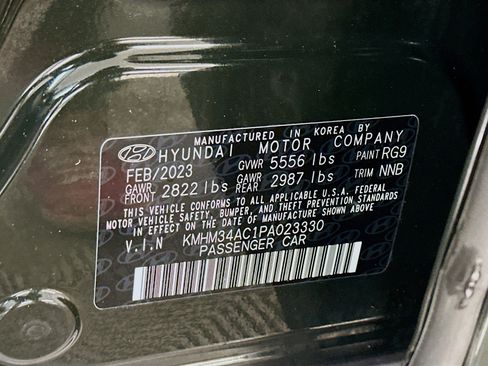 MANUFACTURED IN KOREA BY
HYUNDAI MOTOR COMPANY
FEB/2023 GVWR 5556 lbs PAINT RG9
GAWR FRONT 2822 lbs GAWR REAR 2987 lbs TRIM NNB
THIS VEHICLE CONFORMS TO ALL APPLICABLE U.S.A. FEDERAL
MOTOR VEHICLE SAFETY, BUMPER, AND THEFT PREVENTION STANDARDS
IN EFFECT ON THE DATE OF MANUFACTURE SHOWN ABOVE.
V.I.N KMHM34AC1PA023330
PASSENGER CAR